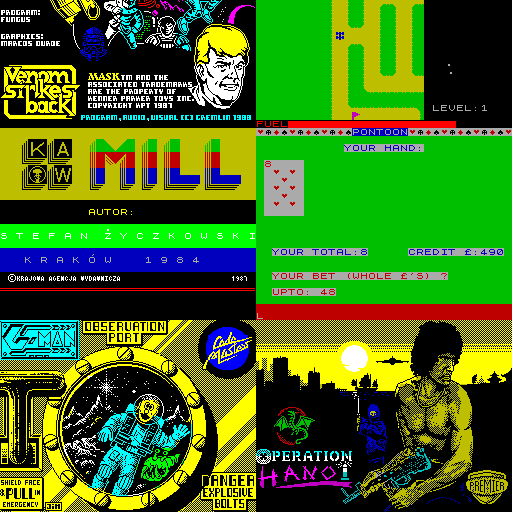 PROGRAM:
FUNGUS
GRAPHICS:
MARCOS DUADE
Venom
Strikes
back
MASK TM AND THE
ASSOCIATED TRADEMARKS
ARE THE PROPERTY OF
KENNER PARKER TOYS INC.
COPYRIGHT KPT 1987
PROGRAM,AUDIO,VISUAL (C) GREMLIN 1988
LEVEL:1
FUEL
KAW
MILL
AUTOR:
STEFAN ŻYCZKOWSKI
KRAKÓW 1984
©KRAJOWA AGENCJA WYDAWNICZA 1987
PONTOON
YOUR HAND:
8
YOUR TOTAL:8 CREDIT £:490
YOUR BET (WHOLE £'S) ?
UPTO: 48
L
OBSERVATION
PORT
Code
Masters
SHIELD FACE
& PULL IN
EMERGENCY
JAM
DANGER
EXPLOSIVE
BOLTS
OPERATION
HANOI
PREMIER